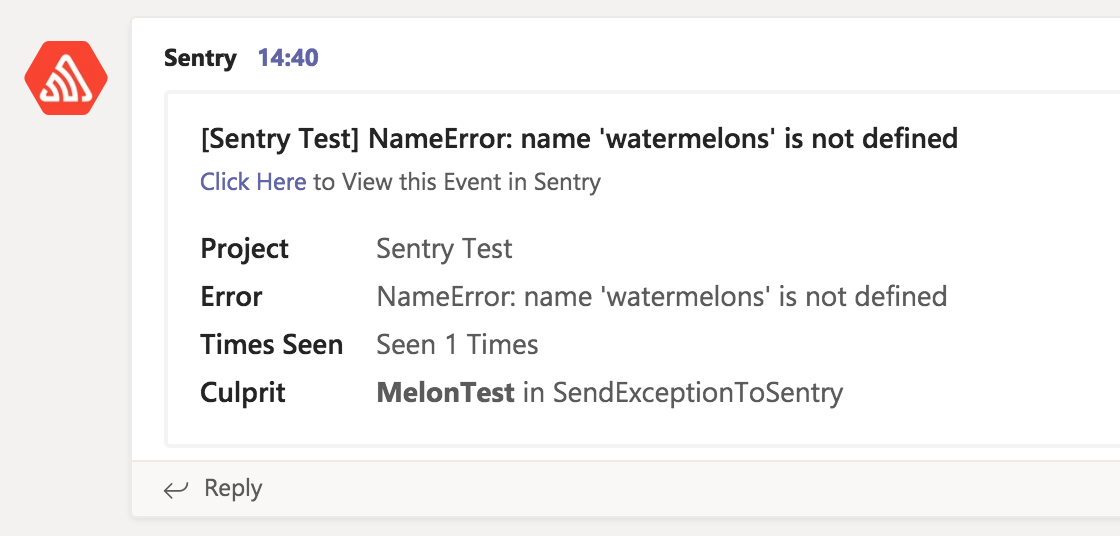 Sentry 14:40
[Sentry Test] NameError: name 'watermelons' is not defined
Click Here to View this Event in Sentry
Project Sentry Test
Error NameError: name 'watermelons' is not defined
Times Seen Seen 1 Times
Culprit MelonTest in SendExceptionToSentry
Reply